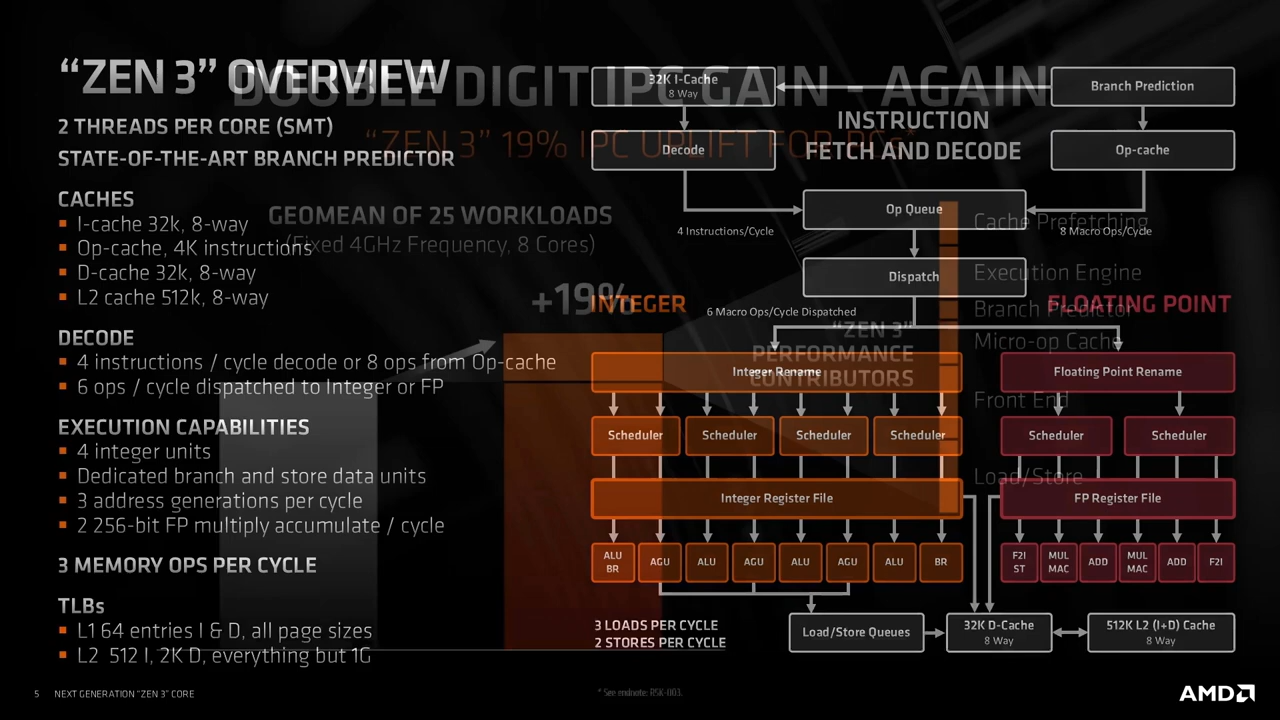 “ZEN 3” OVERVIEW
DOUBLE DIGIT IPC GAIN - AGAIN
“ZEN 3” 19% IPC UPLIFT FOR PCs*
2 THREADS PER CORE (SMT)
STATE-OF-THE-ART BRANCH PREDICTOR
CACHES
I-cache 32k, 8-way
Op-cache, 4K instructions
D-cache 32k, 8-way
L2 cache 512k, 8-way
DECODE
4 instructions / cycle decode or 8 ops from Op-cache
6 ops / cycle dispatched to Integer or FP
EXECUTION CAPABILITIES
4 integer units
Dedicated branch and store data units
3 address generations per cycle
2 256-bit FP multiply accumulate / cycle
3 MEMORY OPS PER CYCLE
TLBs
L1 64 entries I & D, all page sizes
L2 512 I, 2K D, everything but 1G
GEOMEAN OF 25 WORKLOADS
(Fixed 4GHz Frequency, 8 Cores)
+19%
“ZEN 3”
PERFORMANCE
CONTRIBUTORS
Cache Prefetching
Execution Engine
Branch Predictor
Micro-op Cache
Front End
Load/Store
32K I-Cache
8 Way
Branch Prediction
INSTRUCTION
FETCH AND DECODE
Decode
Op-cache
Op Queue
4 Instructions/Cycle
8 Macro Ops/Cycle
Dispatch
INTEGER
6 Macro Ops/Cycle Dispatched
FLOATING POINT
Integer Rename
Floating Point Rename
Scheduler
Scheduler
Scheduler
Scheduler
Scheduler
Scheduler
Integer Register File
FP Register File
ALU
BR
AGU
ALU
AGU
ALU
AGU
ALU
BR
F2I
ST
MUL
MAC
ADD
MUL
MAC
ADD
F2I
3 LOADS PER CYCLE
2 STORES PER CYCLE
Load/Store Queues
32K D-Cache
8 Way
512K L2 (I+D) Cache
8 Way
5 NEXT GENERATION “ZEN 3” CORE
* See endnote: R5K-003.
AMD